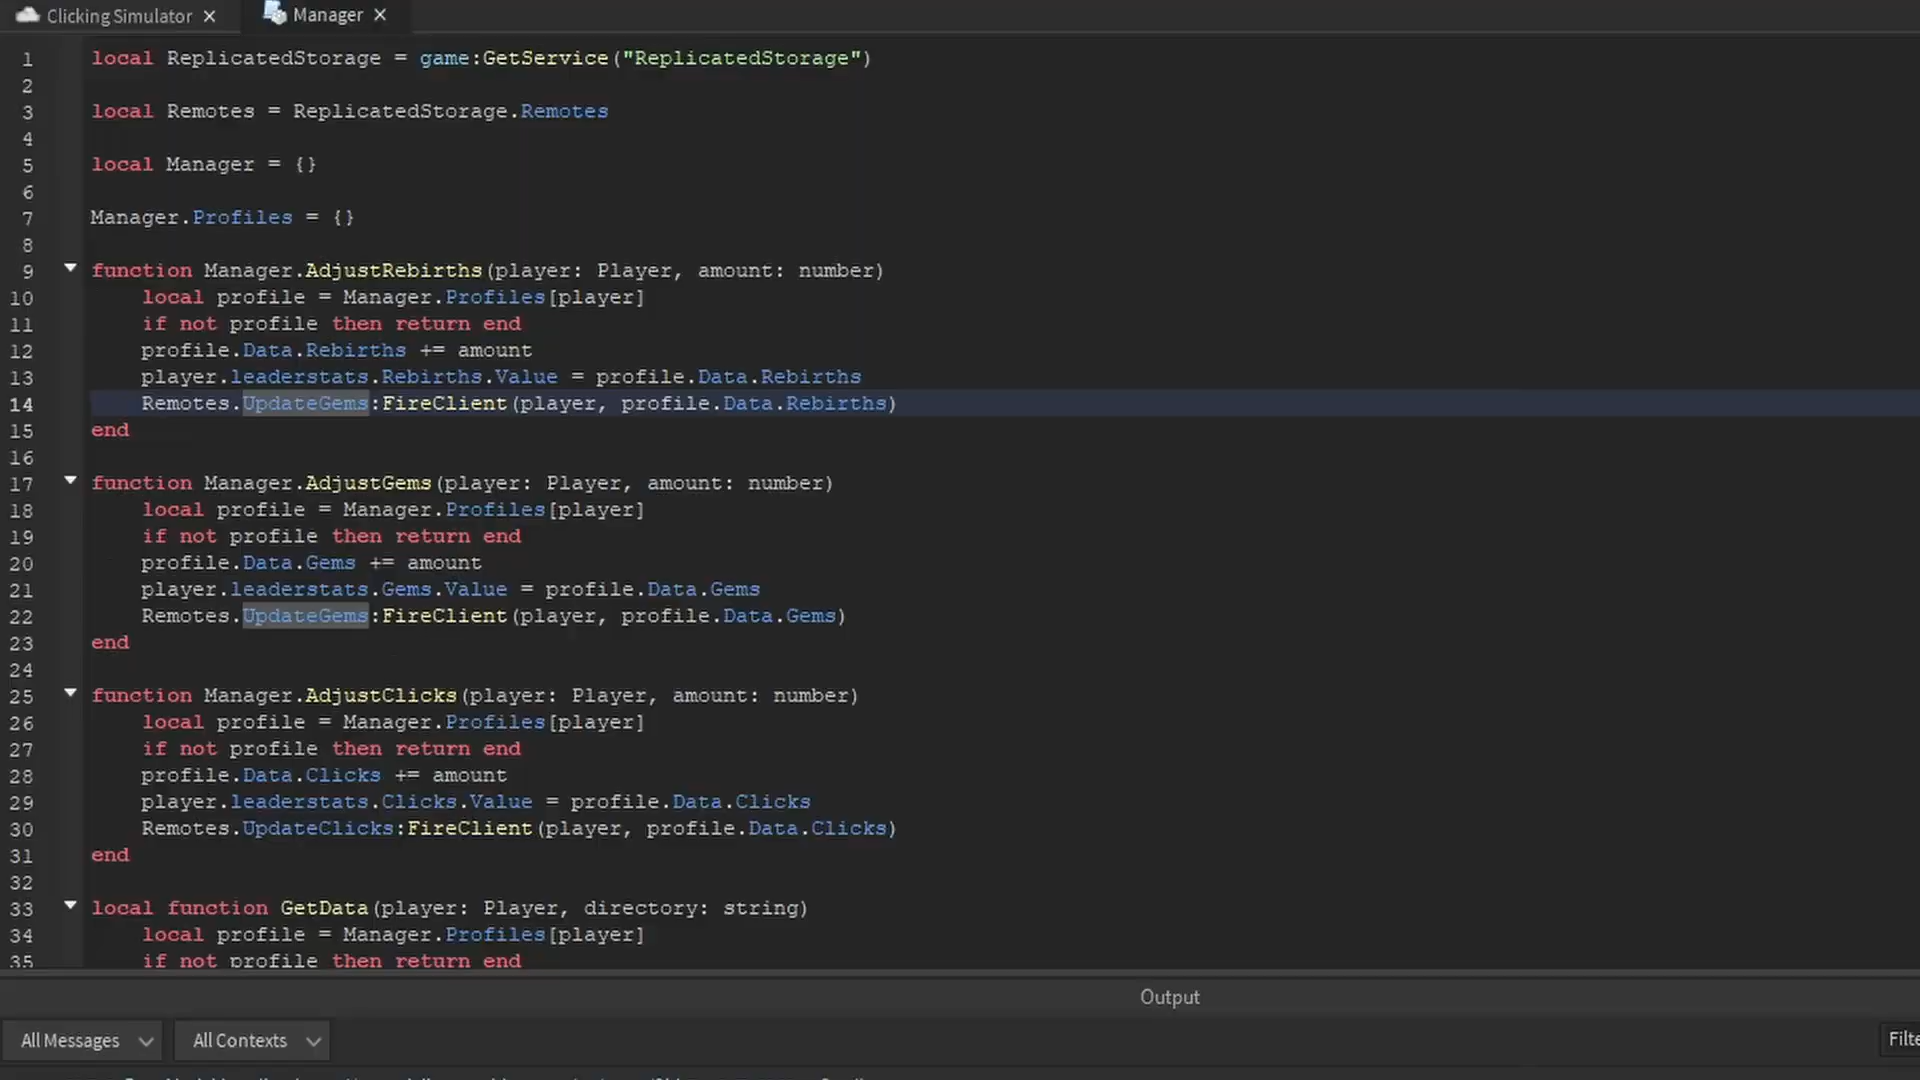 Clicking Simulator ×
Manager ×
1 local ReplicatedStorage = game:GetService("ReplicatedStorage")
2
3 local Remotes = ReplicatedStorage.Remotes
4
5 local Manager = {}
6
7 Manager.Profiles = {}
8
9 function Manager.AdjustRebirths(player: Player, amount: number)
10 local profile = Manager.Profiles[player]
11 if not profile then return end
12 profile.Data.Rebirths += amount
13 player.leaderstats.Rebirths.Value = profile.Data.Rebirths
14 Remotes.UpdateGems:FireClient(player, profile.Data.Rebirths)
15 end
16
17 function Manager.AdjustGems(player: Player, amount: number)
18 local profile = Manager.Profiles[player]
19 if not profile then return end
20 profile.Data.Gems += amount
21 player.leaderstats.Gems.Value = profile.Data.Gems
22 Remotes.UpdateGems:FireClient(player, profile.Data.Gems)
23 end
24
25 function Manager.AdjustClicks(player: Player, amount: number)
26 local profile = Manager.Profiles[player]
27 if not profile then return end
28 profile.Data.Clicks += amount
29 player.leaderstats.Clicks.Value = profile.Data.Clicks
30 Remotes.UpdateClicks:FireClient(player, profile.Data.Clicks)
31 end
32
33 local function GetData(player: Player, directory: string)
34 local profile = Manager.Profiles[player]
35 if not profile then return end
Output
All Messages
All Contexts
Filte